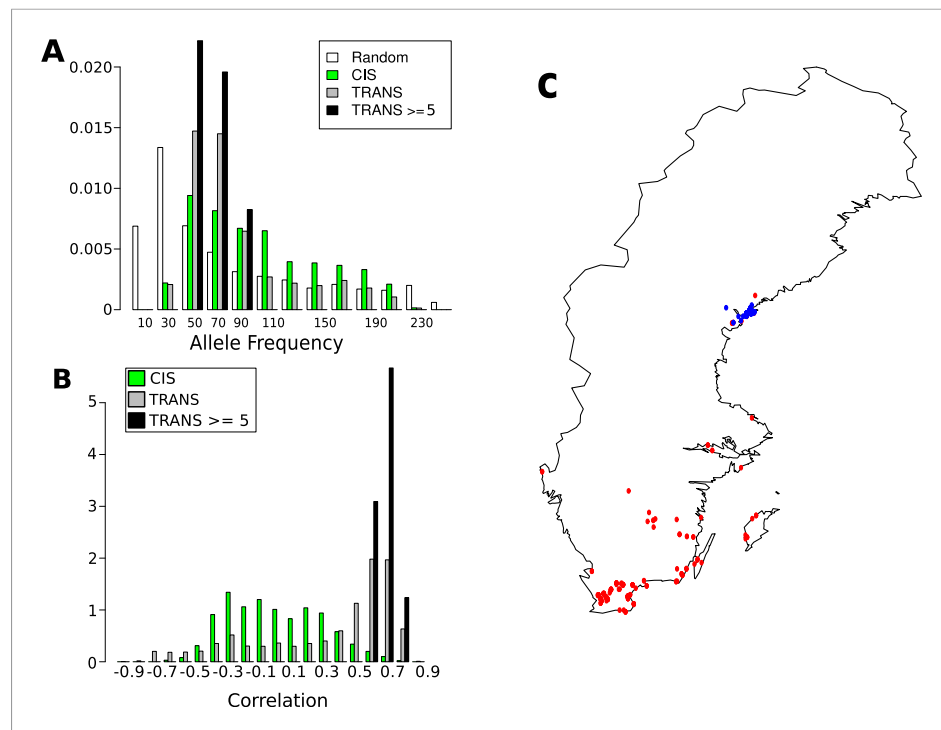 A
0.020
0.015
0.010
0.005
0
Random
CIS
TRANS
TRANS >= 5
10 30 50 70 90 110 150 190 230
Allele Frequency
B
5
4
3
2
1
0
CIS
TRANS
TRANS >= 5
-0.9 -0.7 -0.5 -0.3 -0.1 0.1 0.3 0.5 0.7 0.9
Correlation
C